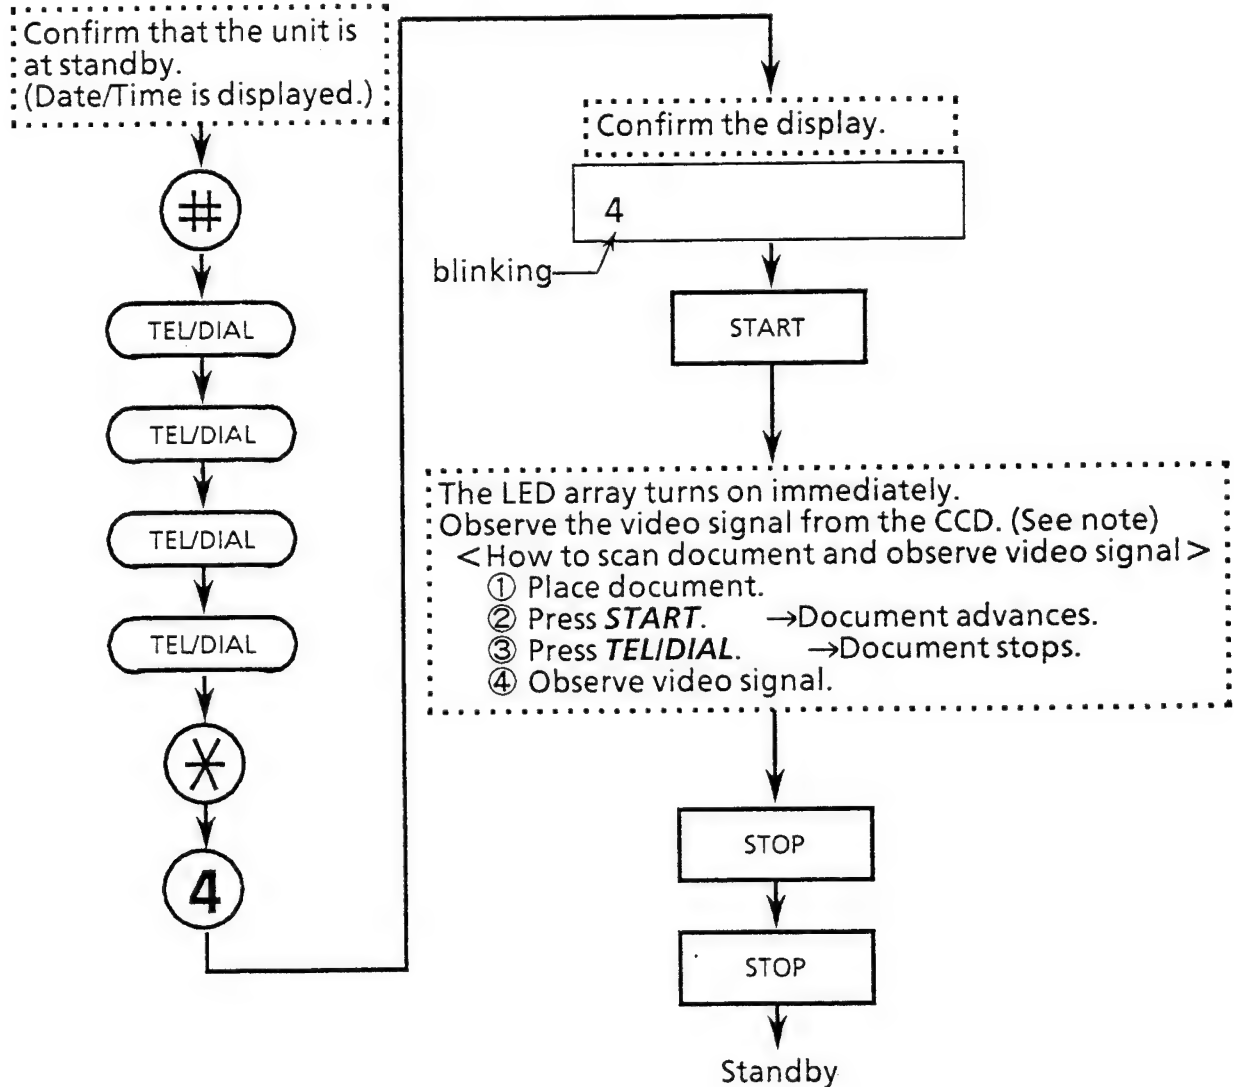 Confirm that the unit is
at standby.
(Date/Time is displayed.)
#
TEL/DIAL
TEL/DIAL
TEL/DIAL
TEL/DIAL
*
4
Confirm the display.
4
blinking
START
The LED array turns on immediately.
Observe the video signal from the CCD. (See note)
<How to scan document and observe video signal>
① Place document.
② Press START. →Document advances.
③ Press TEL/DIAL. →Document stops.
④ Observe video signal.
STOP
STOP
Standby